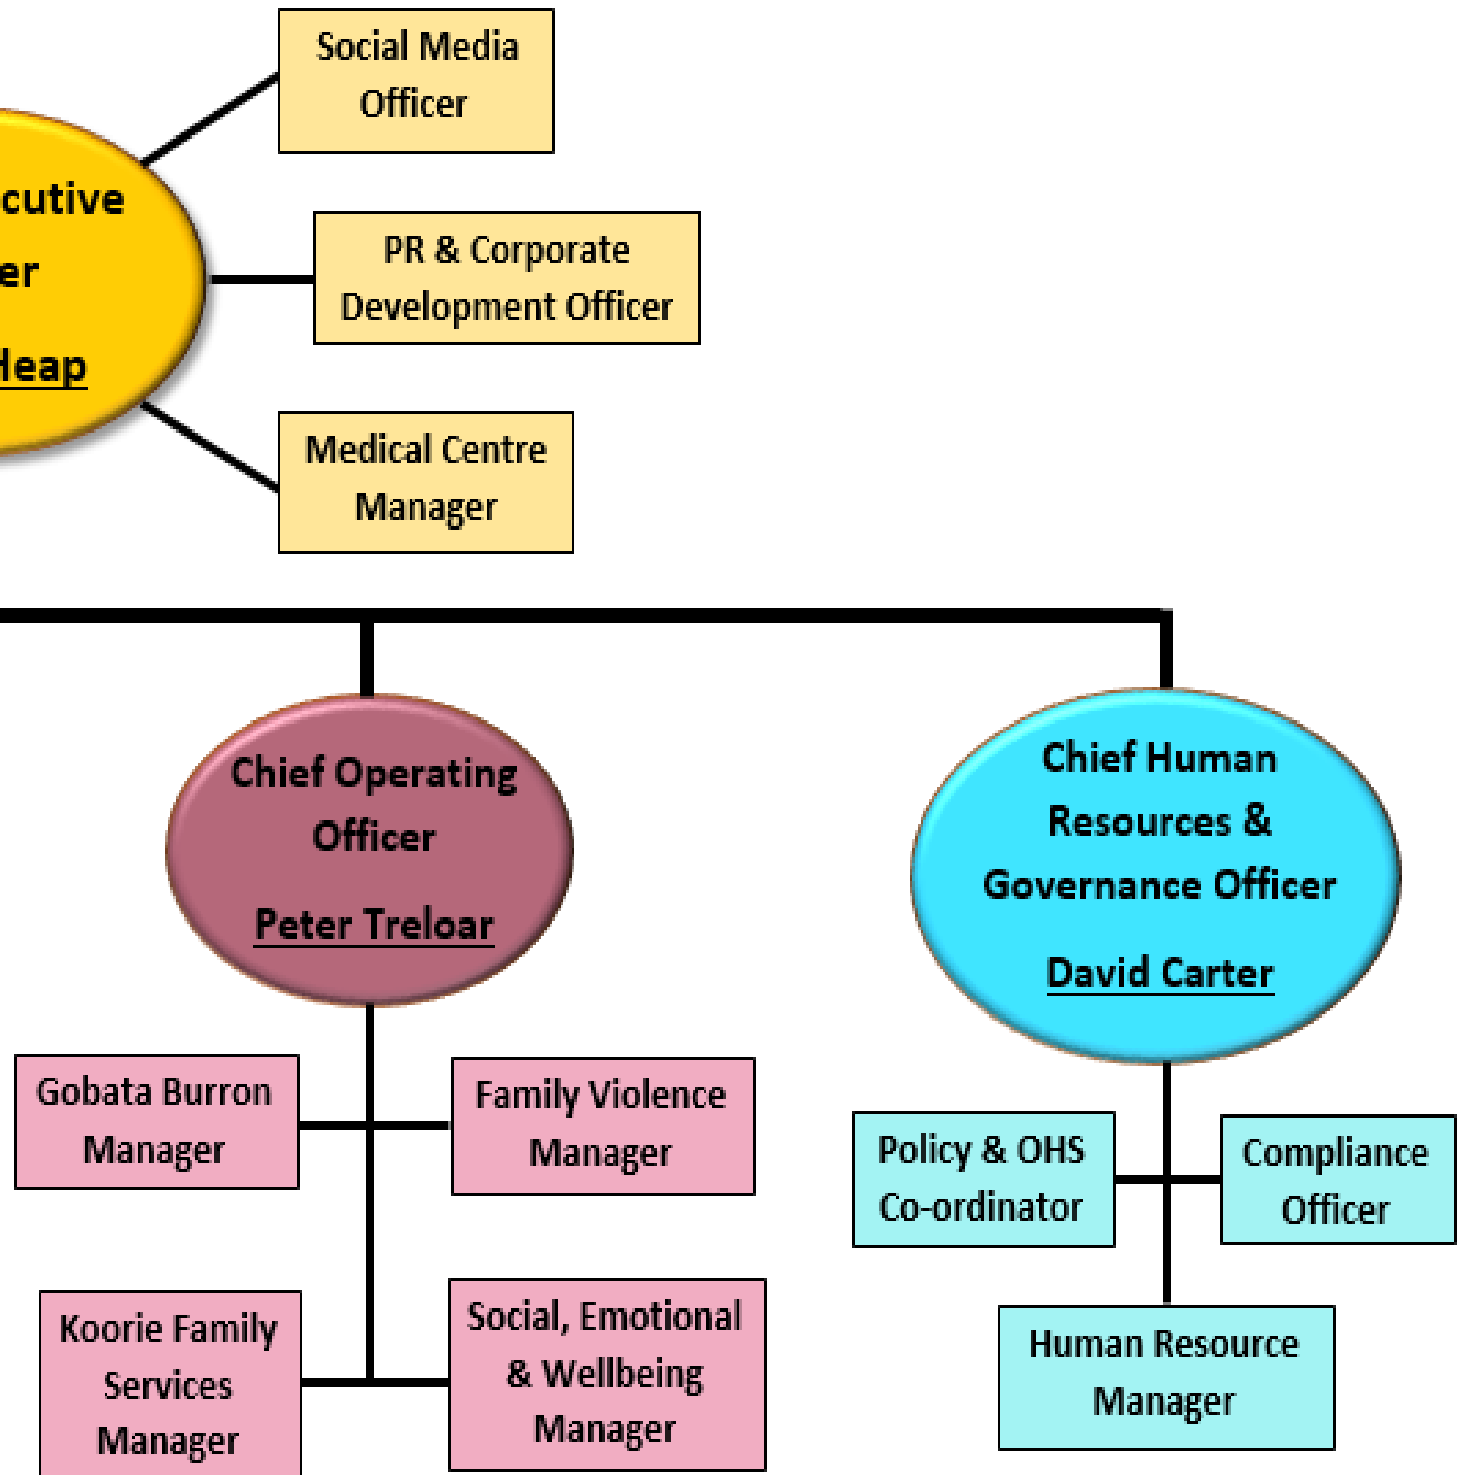 Social Media
Officer
cutive
er
Heap
PR & Corporate
Development Officer
Medical Centre
Manager
Chief Operating
Officer
Peter Treloar
Chief Human
Resources &
Governance Officer
David Carter
Gobata Burron
Manager
Family Violence
Manager
Policy & OHS
Co-ordinator
Compliance
Officer
Koorie Family
Services
Manager
Social, Emotional
& Wellbeing
Manager
Human Resource
Manager